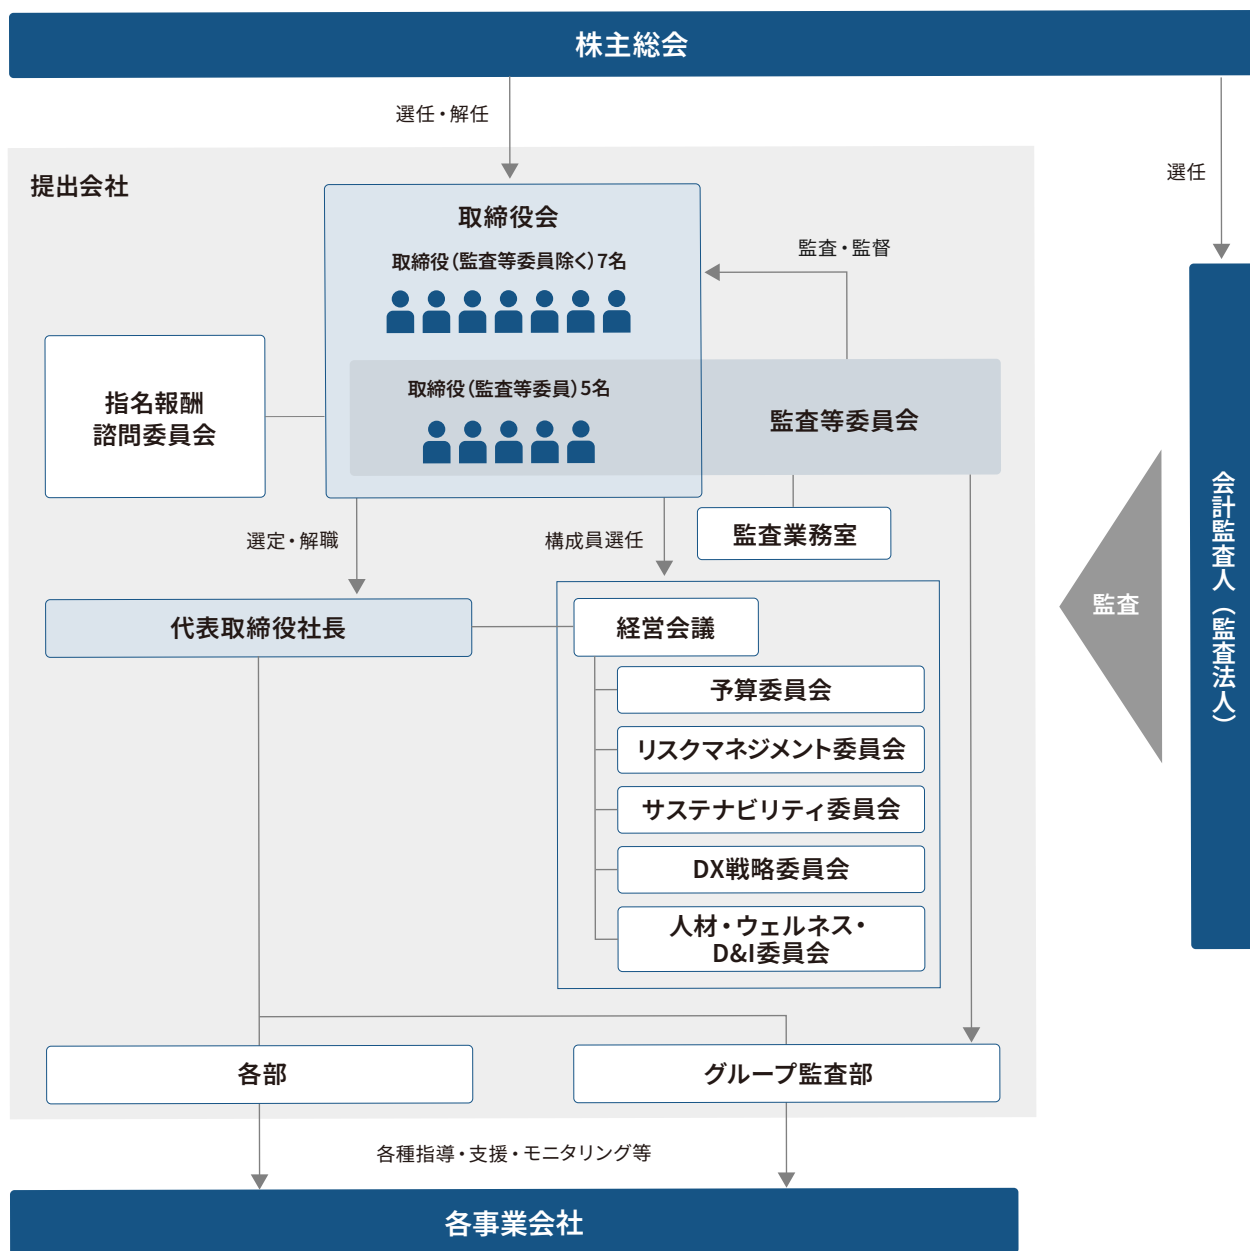 株主総会
選任・解任
選任
提出会社
取締役会
取締役（監査等委員除く）7名
監査・監督
指名報酬
諮問委員会
取締役（監査等委員）5名
監査等委員会
監査業務室
選定・解職
構成員選任
会計監査人（監査法人）
監査
代表取締役社長
経営会議
予算委員会
リスクマネジメント委員会
サステナビリティ委員会
DX戦略委員会
人材・ウェルネス・
D&I委員会
各部
グループ監査部
各種指導・支援・モニタリング等
各事業会社